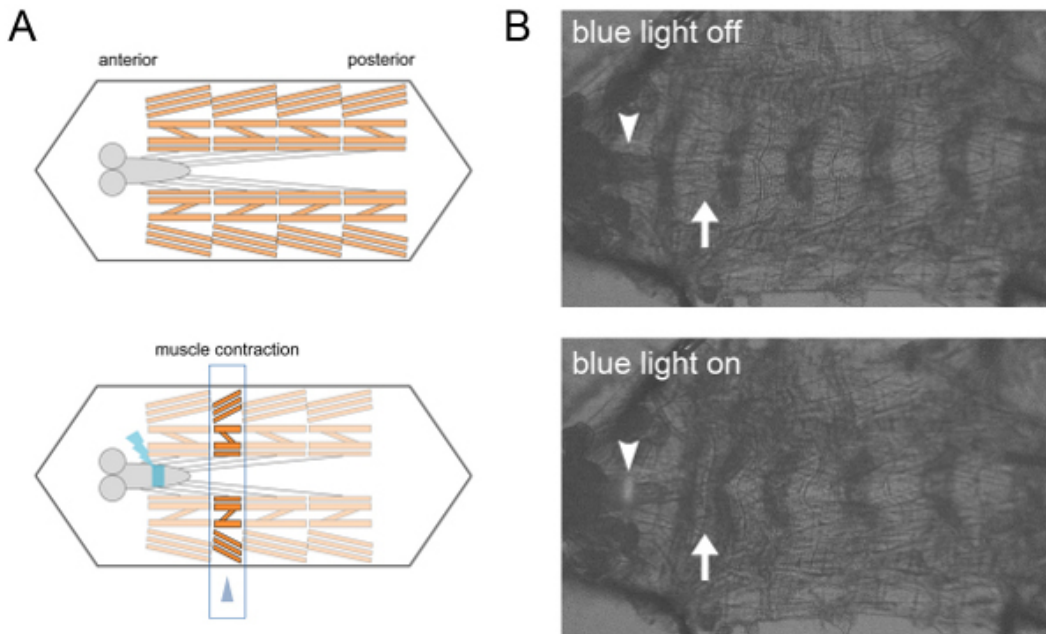 A
anterior
posterior
muscle contraction
B
blue light off
blue light on